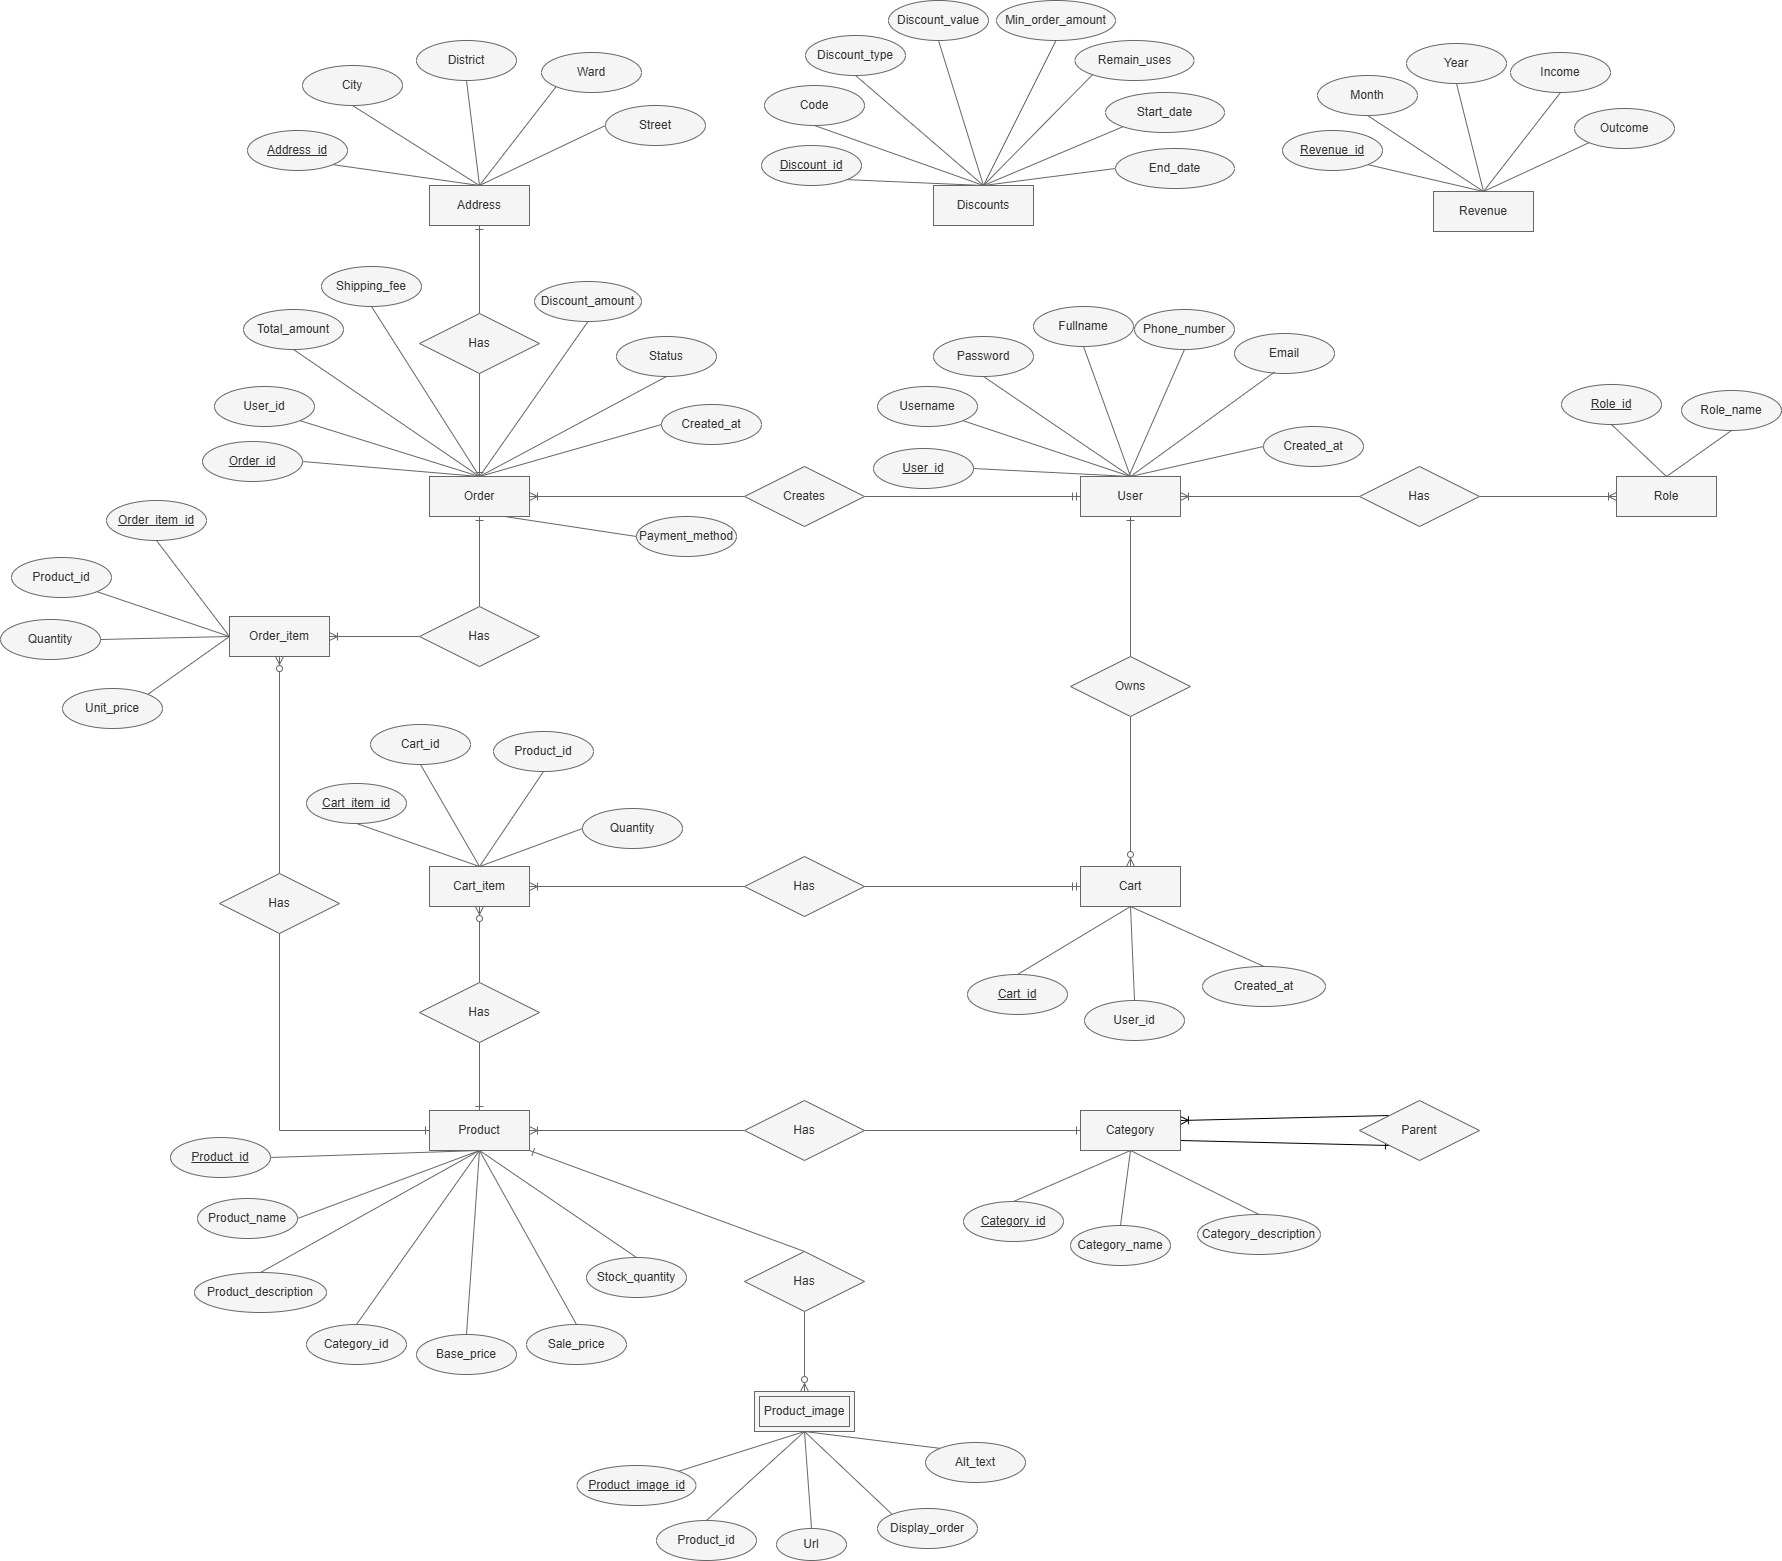 Discount_value
Min_order_amount
District
Discount_type
Remain_uses
Year
City
Ward
Income
Code
Month
Street
Start_date
Outcome
Address_id
Discount_id
End_date
Revenue_id
Address
Discounts
Revenue
Shipping_fee
Discount_amount
Total_amount
Has
Fullname
Phone_number
Status
Password
Email
User_id
Username
Role_id
Role_name
Created_at
Created_at
Order_id
User_id
Order
Creates
User
Has
Role
Order_item_id
Payment_method
Product_id
Quantity
Order_item
Has
Unit_price
Owns
Cart_id
Product_id
Cart_item_id
Quantity
Has
Cart_item
Has
Cart
Cart_id
User_id
Created_at
Has
Product
Has
Category
Parent
Product_id
Product_name
Category_id
Category_name
Category_description
Product_description
Stock_quantity
Has
Category_id
Base_price
Sale_price
Product_image
Product_image_id
Alt_text
Product_id
Url
Display_order